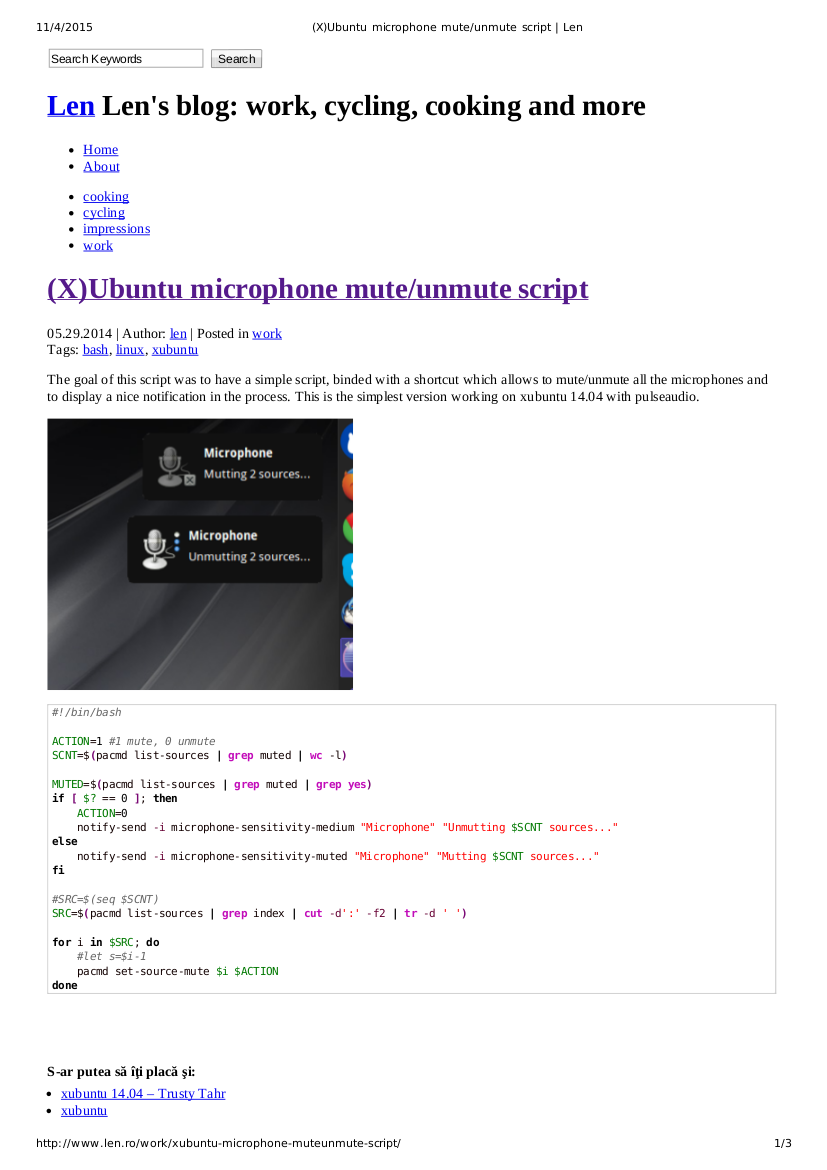 11/4/2015 (X)Ubuntu microphone mute/unmute script | Len
Search Keywords Search
Len Len's blog: work, cycling, cooking and more
Home
About
cooking
cycling
impressions
work
(X)Ubuntu microphone mute/unmute script
05.29.2014 | Author: len | Posted in work
Tags: bash, linux, xubuntu
The goal of this script was to have a simple script, binded with a shortcut which allows to mute/unmute all the microphones and
to display a nice notification in the process. This is the simplest version working on xubuntu 14.04 with pulseaudio.
Microphone
Mutting 2 sources...
Microphone
Unmutting 2 sources...
#!/bin/bash
ACTION=1 #1 mute, 0 unmute
SCNT=$(pacmd list-sources | grep muted | wc -l)
MUTED=$(pacmd list-sources | grep muted | grep yes)
if [ $? == 0 ]; then
    ACTION=0
    notify-send -i microphone-sensitivity-medium "Microphone" "Unmutting $SCNT sources..."
else
    notify-send -i microphone-sensitivity-muted "Microphone" "Mutting $SCNT sources..."
fi
#SRC=$(seq $SCNT)
SRC=$(pacmd list-sources | grep index | cut -d':' -f2 | tr -d ' ')
for i in $SRC; do
    #let s=$i-1
    pacmd set-source-mute $i $ACTION
done
S-ar putea să îți placă și:
xubuntu 14.04 – Trusty Tahr
xubuntu
http://www.len.ro/work/xubuntu-microphone-muteunmute-script/ 1/3